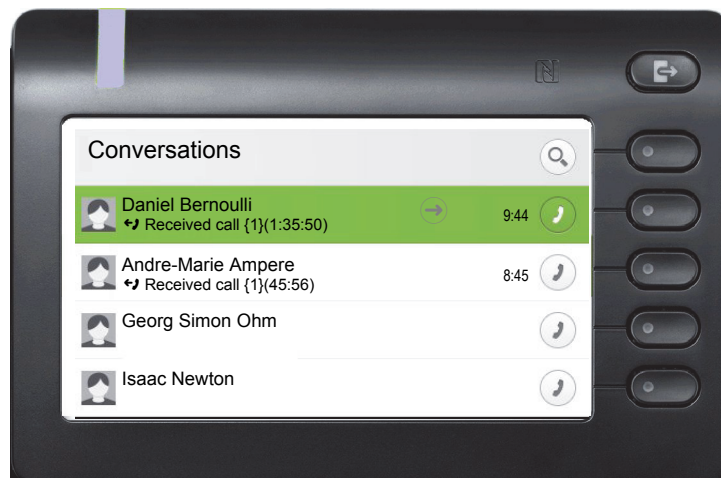 Conversations
Daniel Bernoulli
Received call {1}(1:35:50)
9:44
Andre-Marie Ampere
Received call {1}(45:56)
8:45
Georg Simon Ohm
Isaac Newton